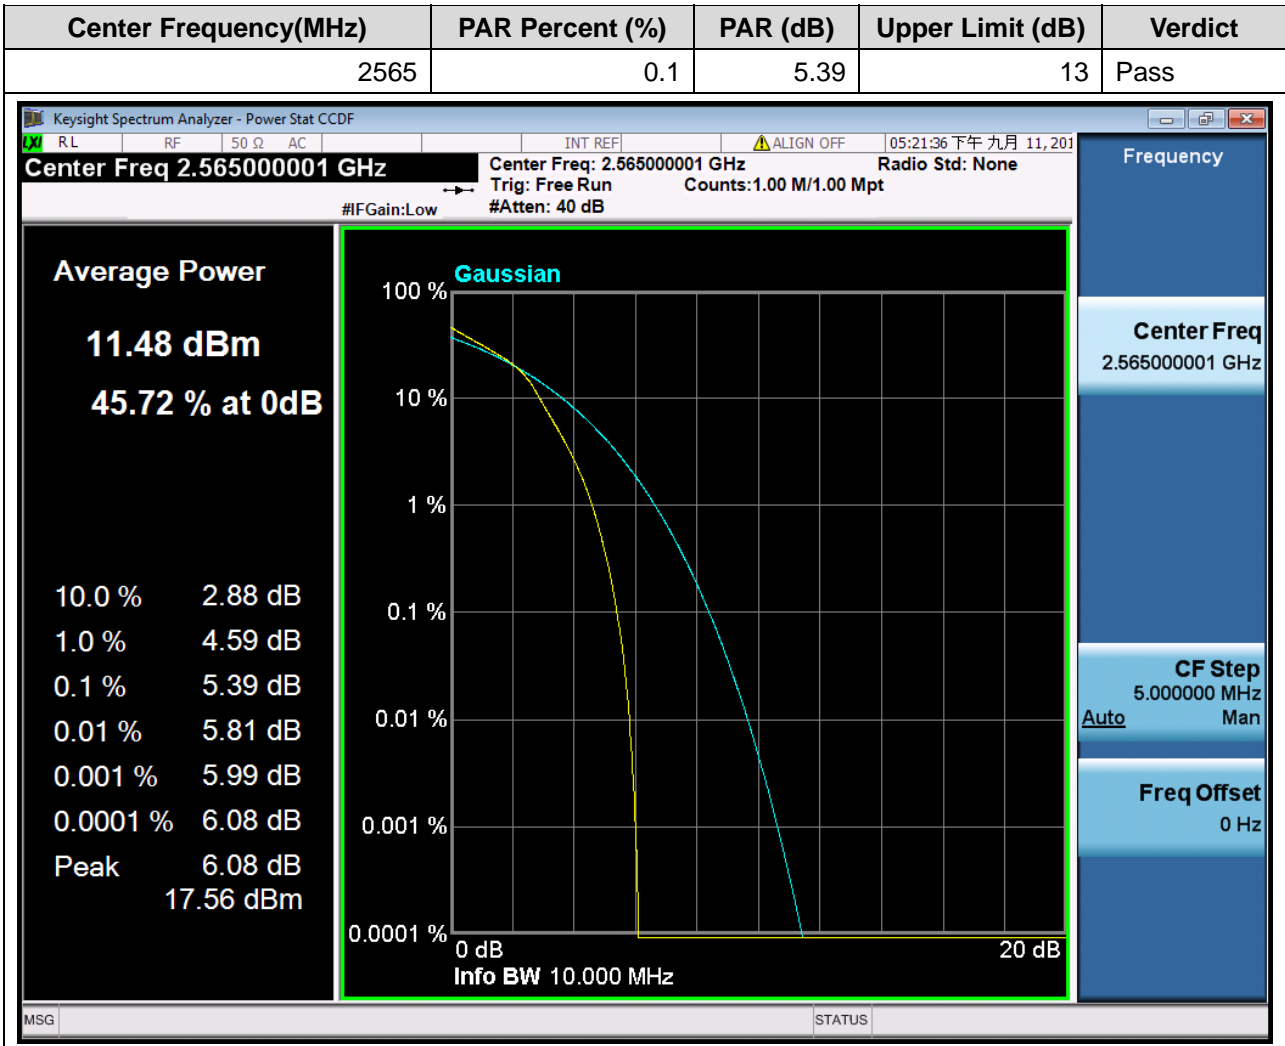 Center Frequency(MHz) PAR Percent (%) PAR (dB) Upper Limit (dB) Verdict
2565 0.1 5.39 13 Pass
Keysight Spectrum Analyzer - Power Stat CCDF
LXI RL RF 50 Ω AC INT REF ALIGN OFF 05:21:36 下午 九月 11, 201
Center Freq 2.565000001 GHz
Center Freq: 2.565000001 GHz Radio Std: None
Trig: Free Run Counts:1.00 M/1.00 Mpt
#IFGain:Low #Atten: 40 dB
Average Power
11.48 dBm
45.72 % at 0dB
10.0 % 2.88 dB
1.0 % 4.59 dB
0.1 % 5.39 dB
0.01 % 5.81 dB
0.001 % 5.99 dB
0.0001 % 6.08 dB
Peak 6.08 dB
17.56 dBm
Gaussian
100 %
10 %
1 %
0.1 %
0.01 %
0.001 %
0.0001 %
0 dB 20 dB
Info BW 10.000 MHz
Frequency
Center Freq
2.565000001 GHz
CF Step
5.000000 MHz
Auto Man
Freq Offset
0 Hz
MSG STATUS